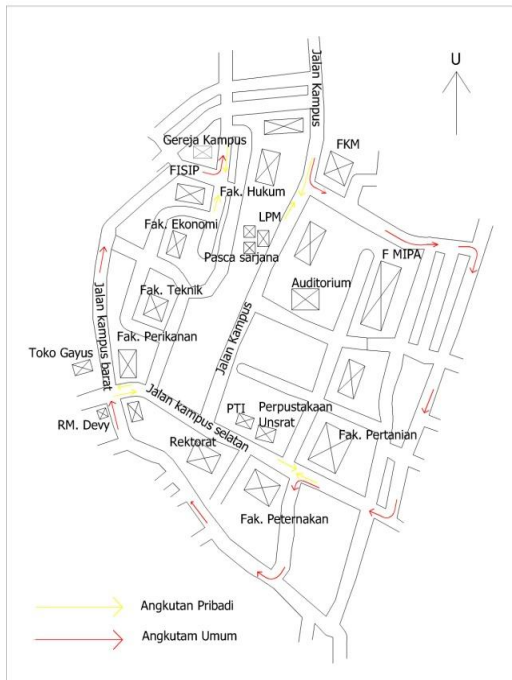 U
Jalan Kampus
Gereja Kampus
FKM
FISIP
Fak. Hukum
LPM
Fak. Ekonomi
Pasca sarjana
F MIPA
Auditorium
Fak. Teknik
Jalan kampus barat
Jalan Kampus
Fak. Perikanan
Toko Gayus
Jalan kampus selatan
RM. Devy
PTI
Perpustakaan
Unsrat
Rektorat
Fak. Pertanian
Fak. Peternakan
Angkutan Pribadi
Angkutam Umum